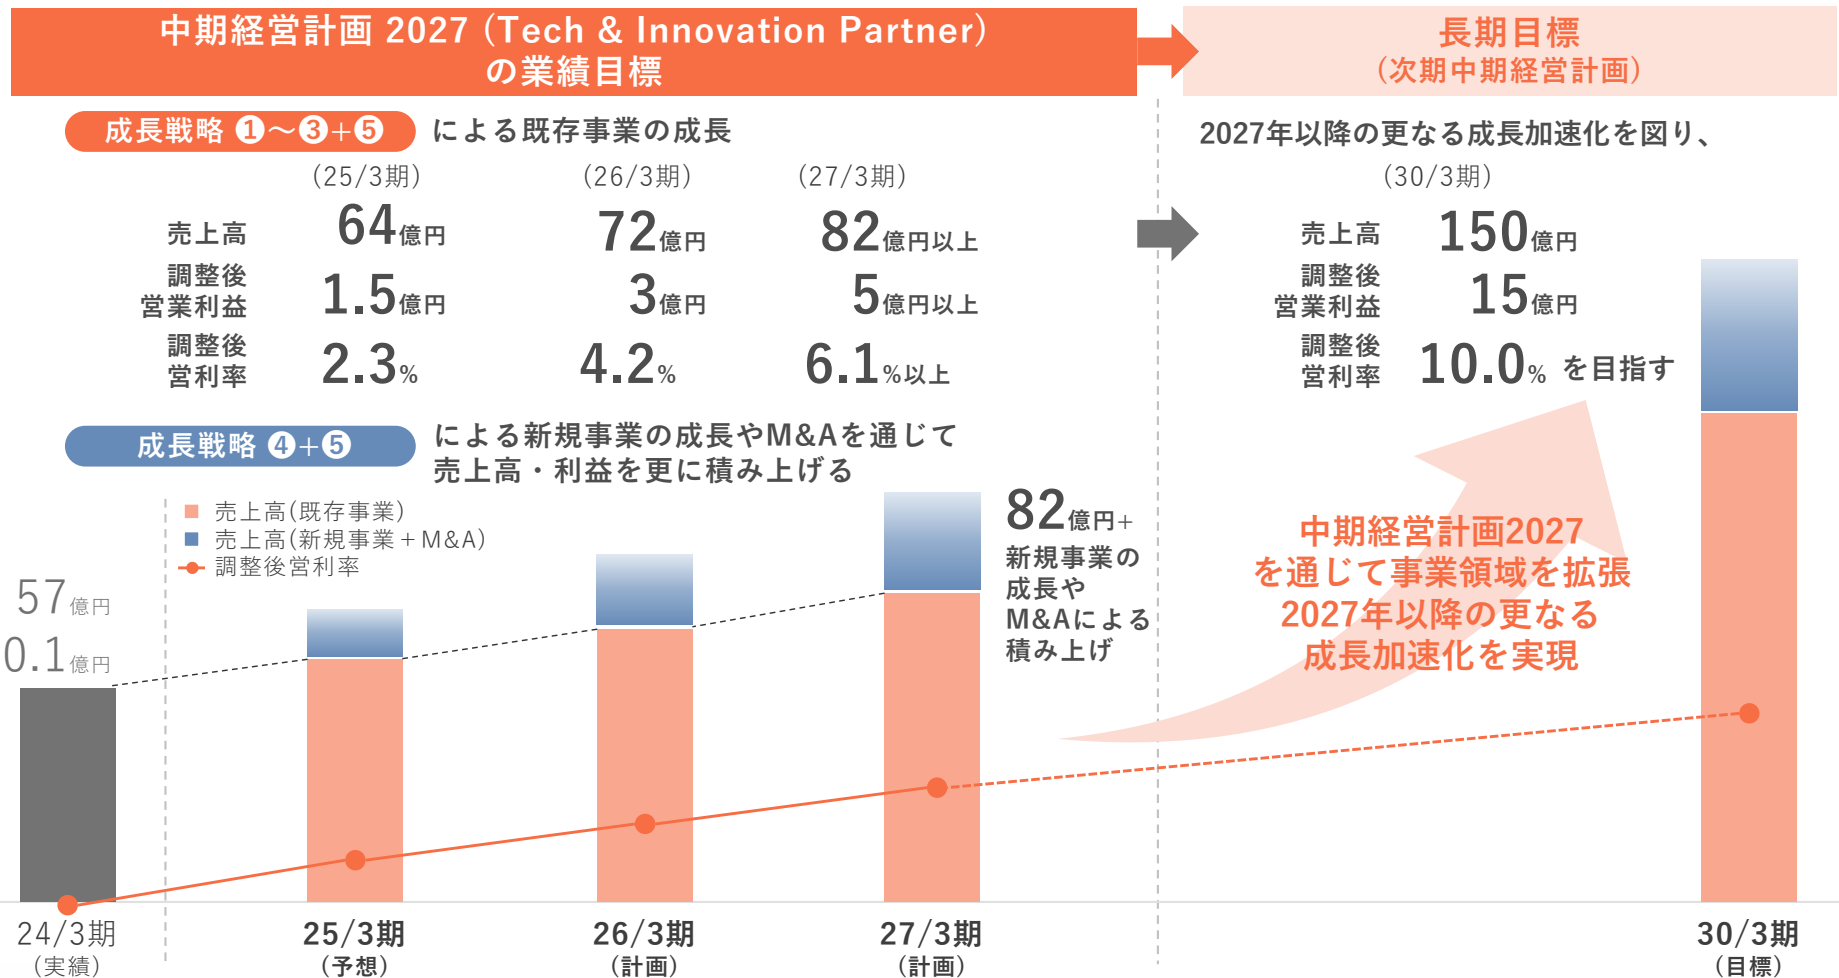 中期経営計画 2027 (Tech & Innovation Partner)
の業績目標
長期目標
(次期中期経営計画)
成長戦略 ❶～❸+❺ による既存事業の成長
(25/3期) (26/3期) (27/3期)
売上高 64億円 72億円 82億円以上
調整後
営業利益 1.5億円 3億円 5億円以上
調整後
営利率 2.3% 4.2% 6.1%以上
2027年以降の更なる成長加速化を図り、
(30/3期)
売上高 150億円
調整後
営業利益 15億円
調整後
営利率 10.0% を目指す
成長戦略 ❹+❺
による新規事業の成長やM&Aを通じて
売上高・利益を更に積み上げる
売上高(既存事業)
売上高(新規事業＋M&A)
調整後営利率
57億円
0.1億円
82億円+
新規事業の
成長や
M&Aによる
積み上げ
中期経営計画2027
を通じて事業領域を拡張
2027年以降の更なる
成長加速化を実現
24/3期
(実績)
25/3期
(予想)
26/3期
(計画)
27/3期
(計画)
30/3期
(目標)